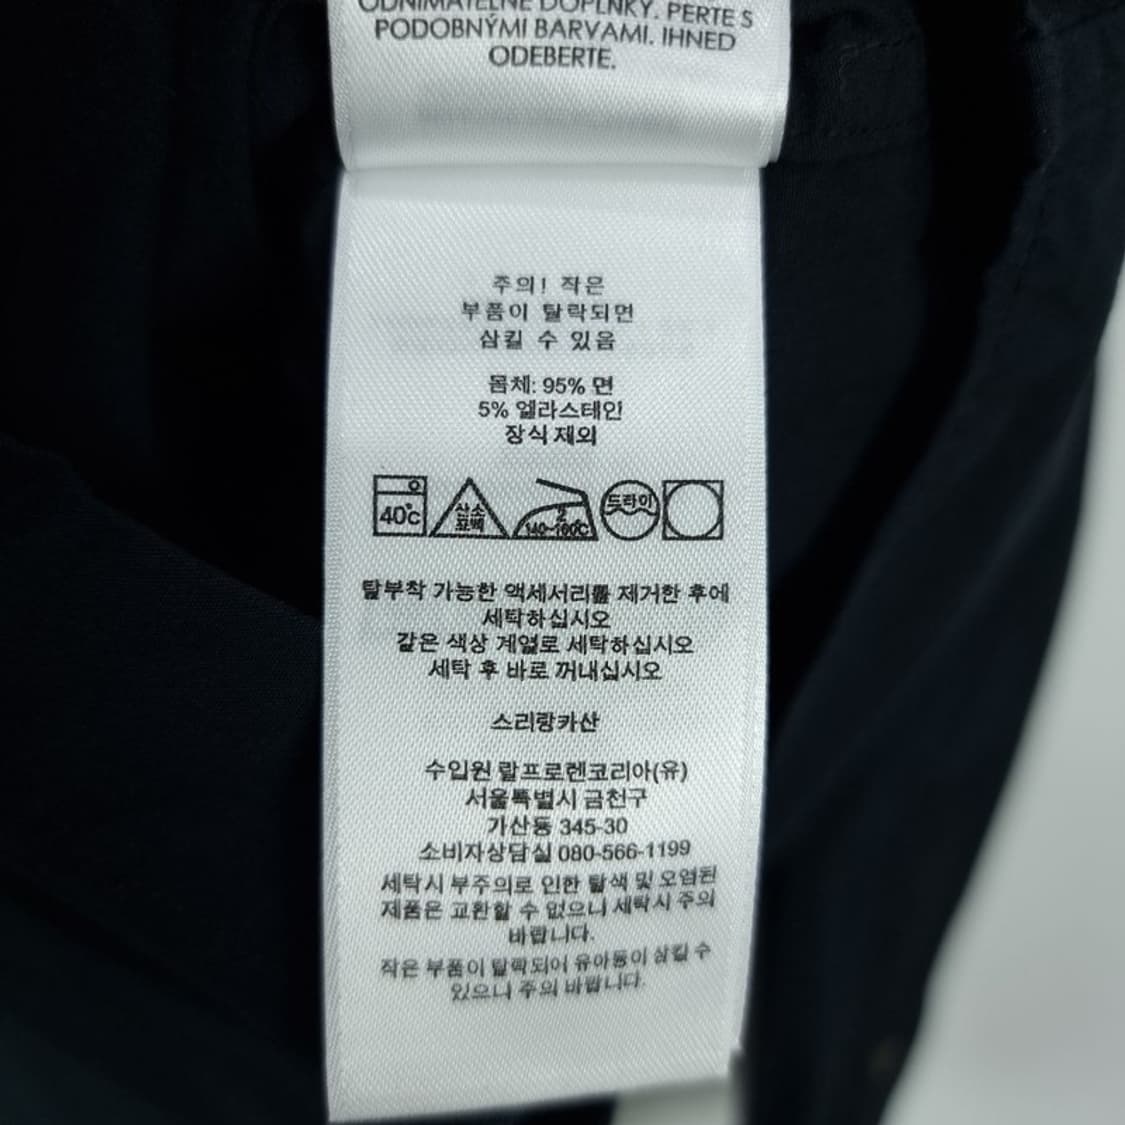 ODNÍMATELNÉ DOPLŇKY. PERTE S
PODOBNÝMI BARVAMI. IHNED
ODEBERTE.
주의! 작은
부품이 탈락되면
삼킬 수 있음
몸체: 95% 면
5% 엘라스테인
장식 제외
40°C
산소
표백
2
140~160°C
드라이
탈부착 가능한 액세서리를 제거한 후에
세탁하십시오
같은 색상 계열로 세탁하십시오
세탁 후 바로 꺼내십시오
스리랑카산
수입원 랄프로렌코리아(유)
서울특별시 금천구
가산동 345-30
소비자상담실 080-566-1199
세탁시 부주의로 인한 탈색 및 오염된
제품은 교환할 수 없으니 세탁시 주의
바랍니다.
작은 부품이 탈락되어 유아등이 삼킬 수
있으니 주의 바랍니다.